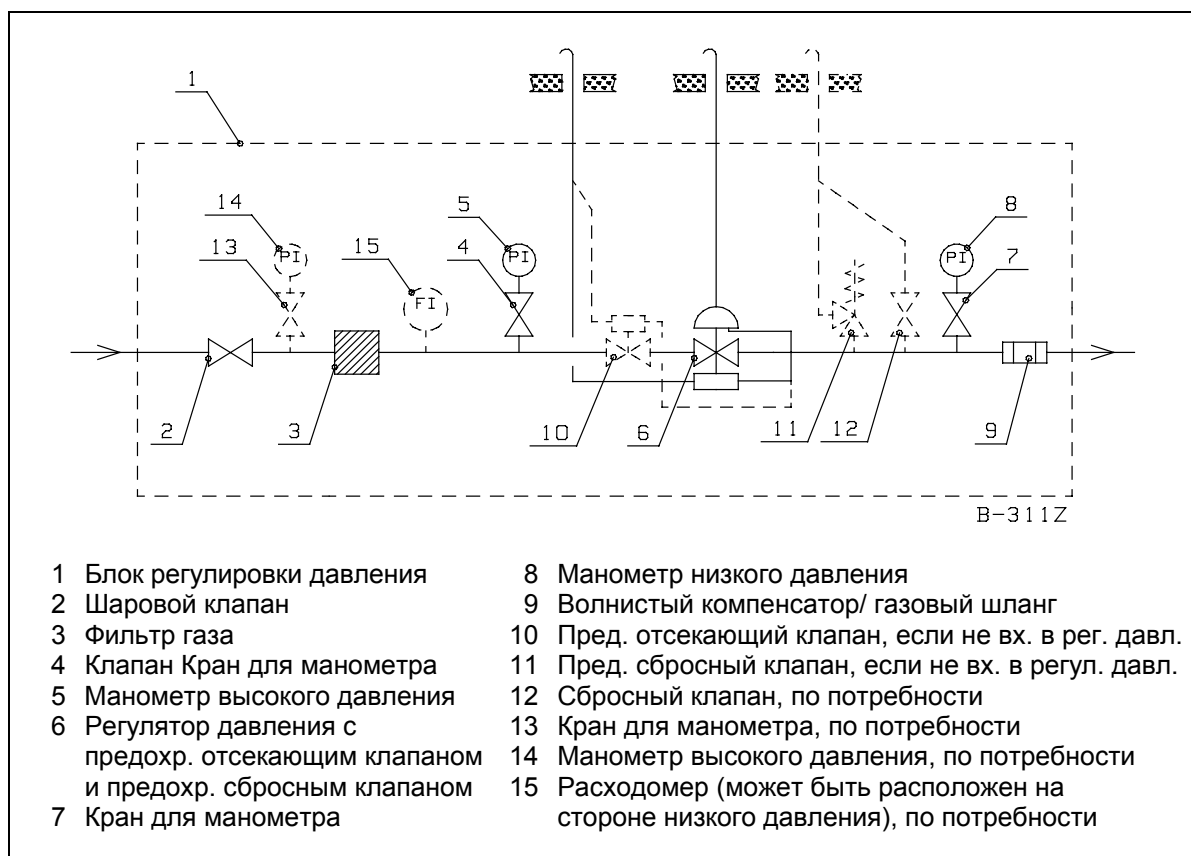 1
14
5
8
13
15
4
7
PI
PI
PI
FI
2
3
10
6
11
12
9
B-311Z
1 Блок регулировки давления
2 Шаровой клапан
3 Фильтр газа
4 Клапан Кран для манометра
5 Манометр высокого давления
6 Регулятор давления с
предохр. отсекающим клапаном
и предохр. сбросным клапаном
7 Кран для манометра
8 Манометр низкого давления
9 Волнистый компенсатор/ газовый шланг
10 Пред. отсекающий клапан, если не вх. в рег. давл.
11 Пред. сбросный клапан, если не вх. в регул. давл.
12 Сбросный клапан, по потребности
13 Кран для манометра, по потребности
14 Манометр высокого давления, по потребности
15 Расходомер (может быть расположен на
стороне низкого давления), по потребности